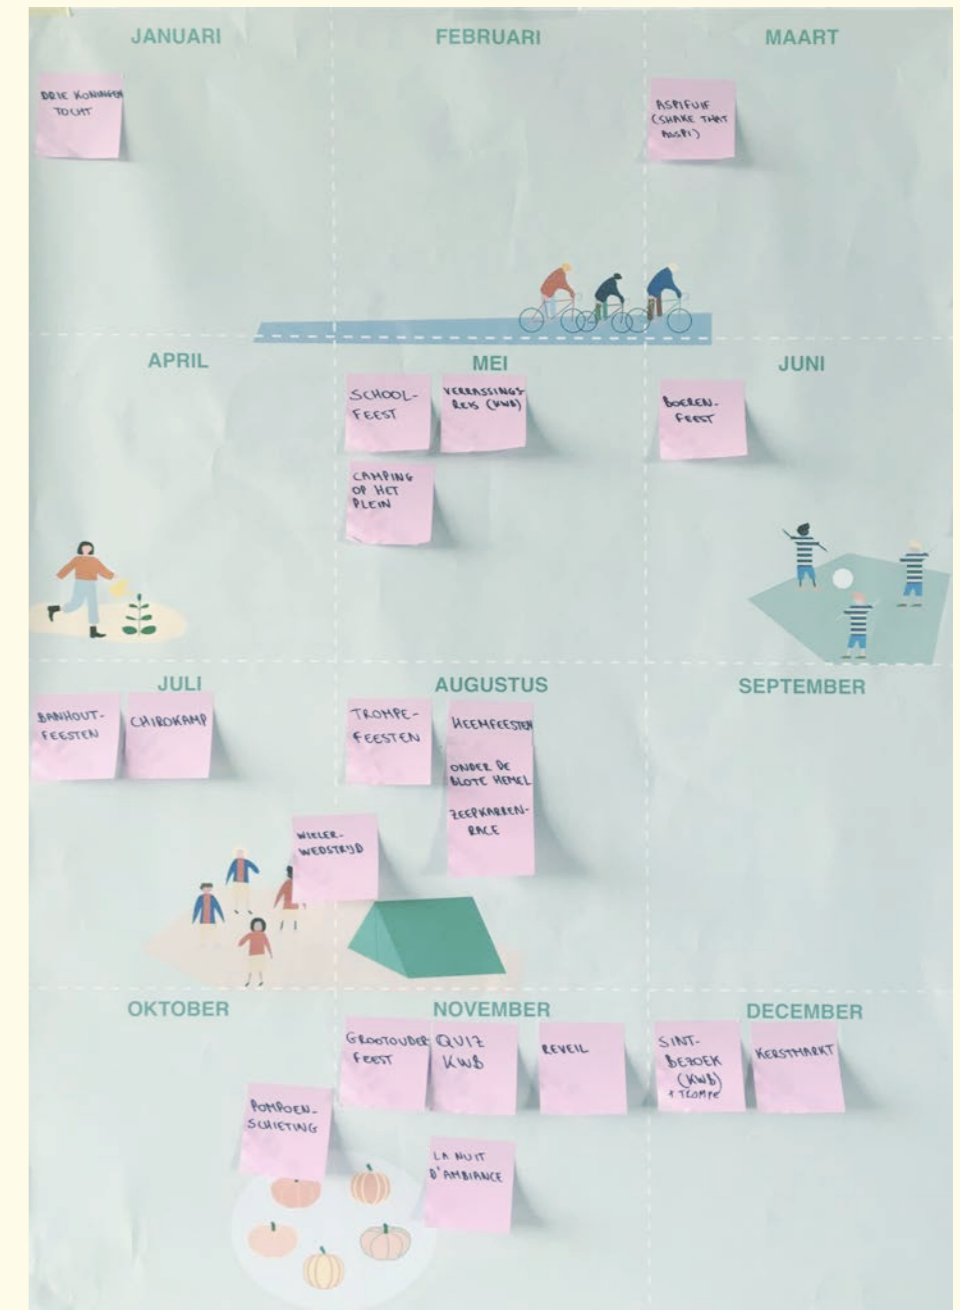 JANUARI
FEBRUARI
MAART
DRIE KONINGEN
TOCHT
ASPIFUIF
(SHAKE THAT
ASSPI)
APRIL
MEI
JUNI
SCHOOL-
FEEST
VERRASSINGS-
REIS (KWB)
CAMPING
OP HET
PLEIN
BOEREN-
FEEST
JULI
AUGUSTUS
SEPTEMBER
BANHOUT-
FEESTEN
CHIROKAMP
WIELER-
WEDSTRIJD
TROMPE-
FEESTEN
HEEMFEESTEN
ONDER DE
BLOTE HEMEL
ZEEPKARREN-
RACE
OKTOBER
NOVEMBER
DECEMBER
POMPOEN-
SCHIETING
GROOTOUDER
FEEST
QUIZ
KWB
REVEIL
LA NUIT
D'AMBIANCE
SINT-
BEZOEK
(KWB)
+ TROMPE
KERSTMARKT